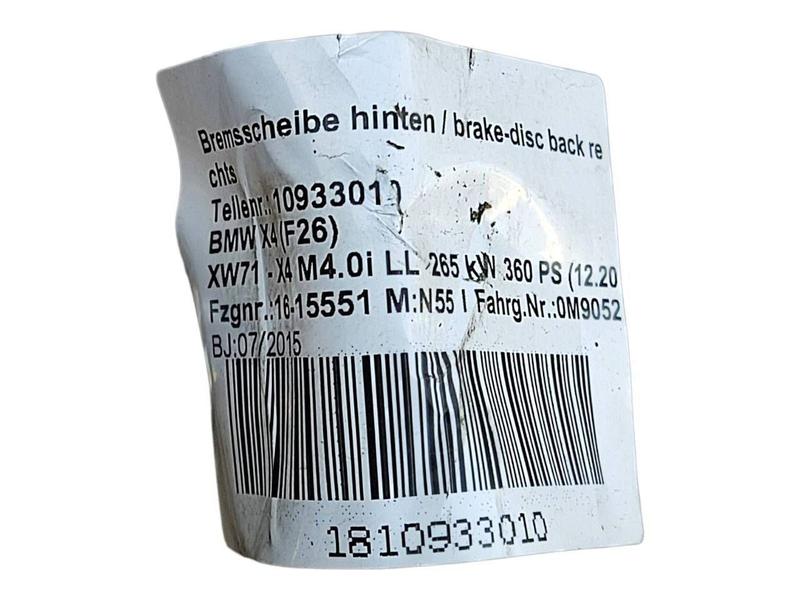 Bremsscheibe hinten / brake-disc back re
chts
Teilenr.:10933010
BMW X4 (F26)
XW71 - X4 M4.0i LL 265 kW 360 PS (12.20
Fzgnr.:16-15551 M:N55 I Fahrg.Nr.:0M9052
BJ:07/2015
1810933010